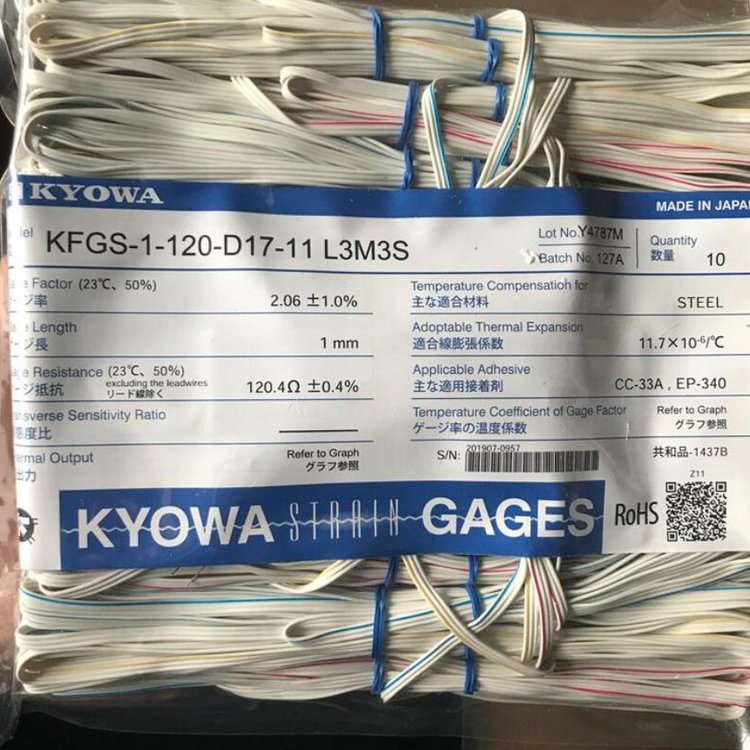 KYOWA
MADE IN JAPAN
KFGS-1-120-D17-11 L3M3S
Lot No. Y4787M
Batch No. 127A
Quantity
数量 10
Factor (23℃、50%)
ージ率 2.06 ±1.0%
Length
ージ長 1 mm
Resistance (23℃、50%)
excluding the leadwires
ージ抵抗 リード線除く 120.4Ω ±0.4%
Sensitivity Ratio
感度比
Output
出力
Refer to Graph
グラフ参照
Temperature Compensation for
主な適合材料 STEEL
Adoptable Thermal Expansion
適合線膨張係数 11.7×10-6/℃
Applicable Adhesive
主な適用接着剤 CC-33A , EP-340
Temperature Coefficient of Gage Factor
ゲージ率の温度係数
Refer to Graph
グラフ参照
201907-0957
S/N:
共和品-1437B
Z11
KYOWA STRAIN GAGES
RoHS